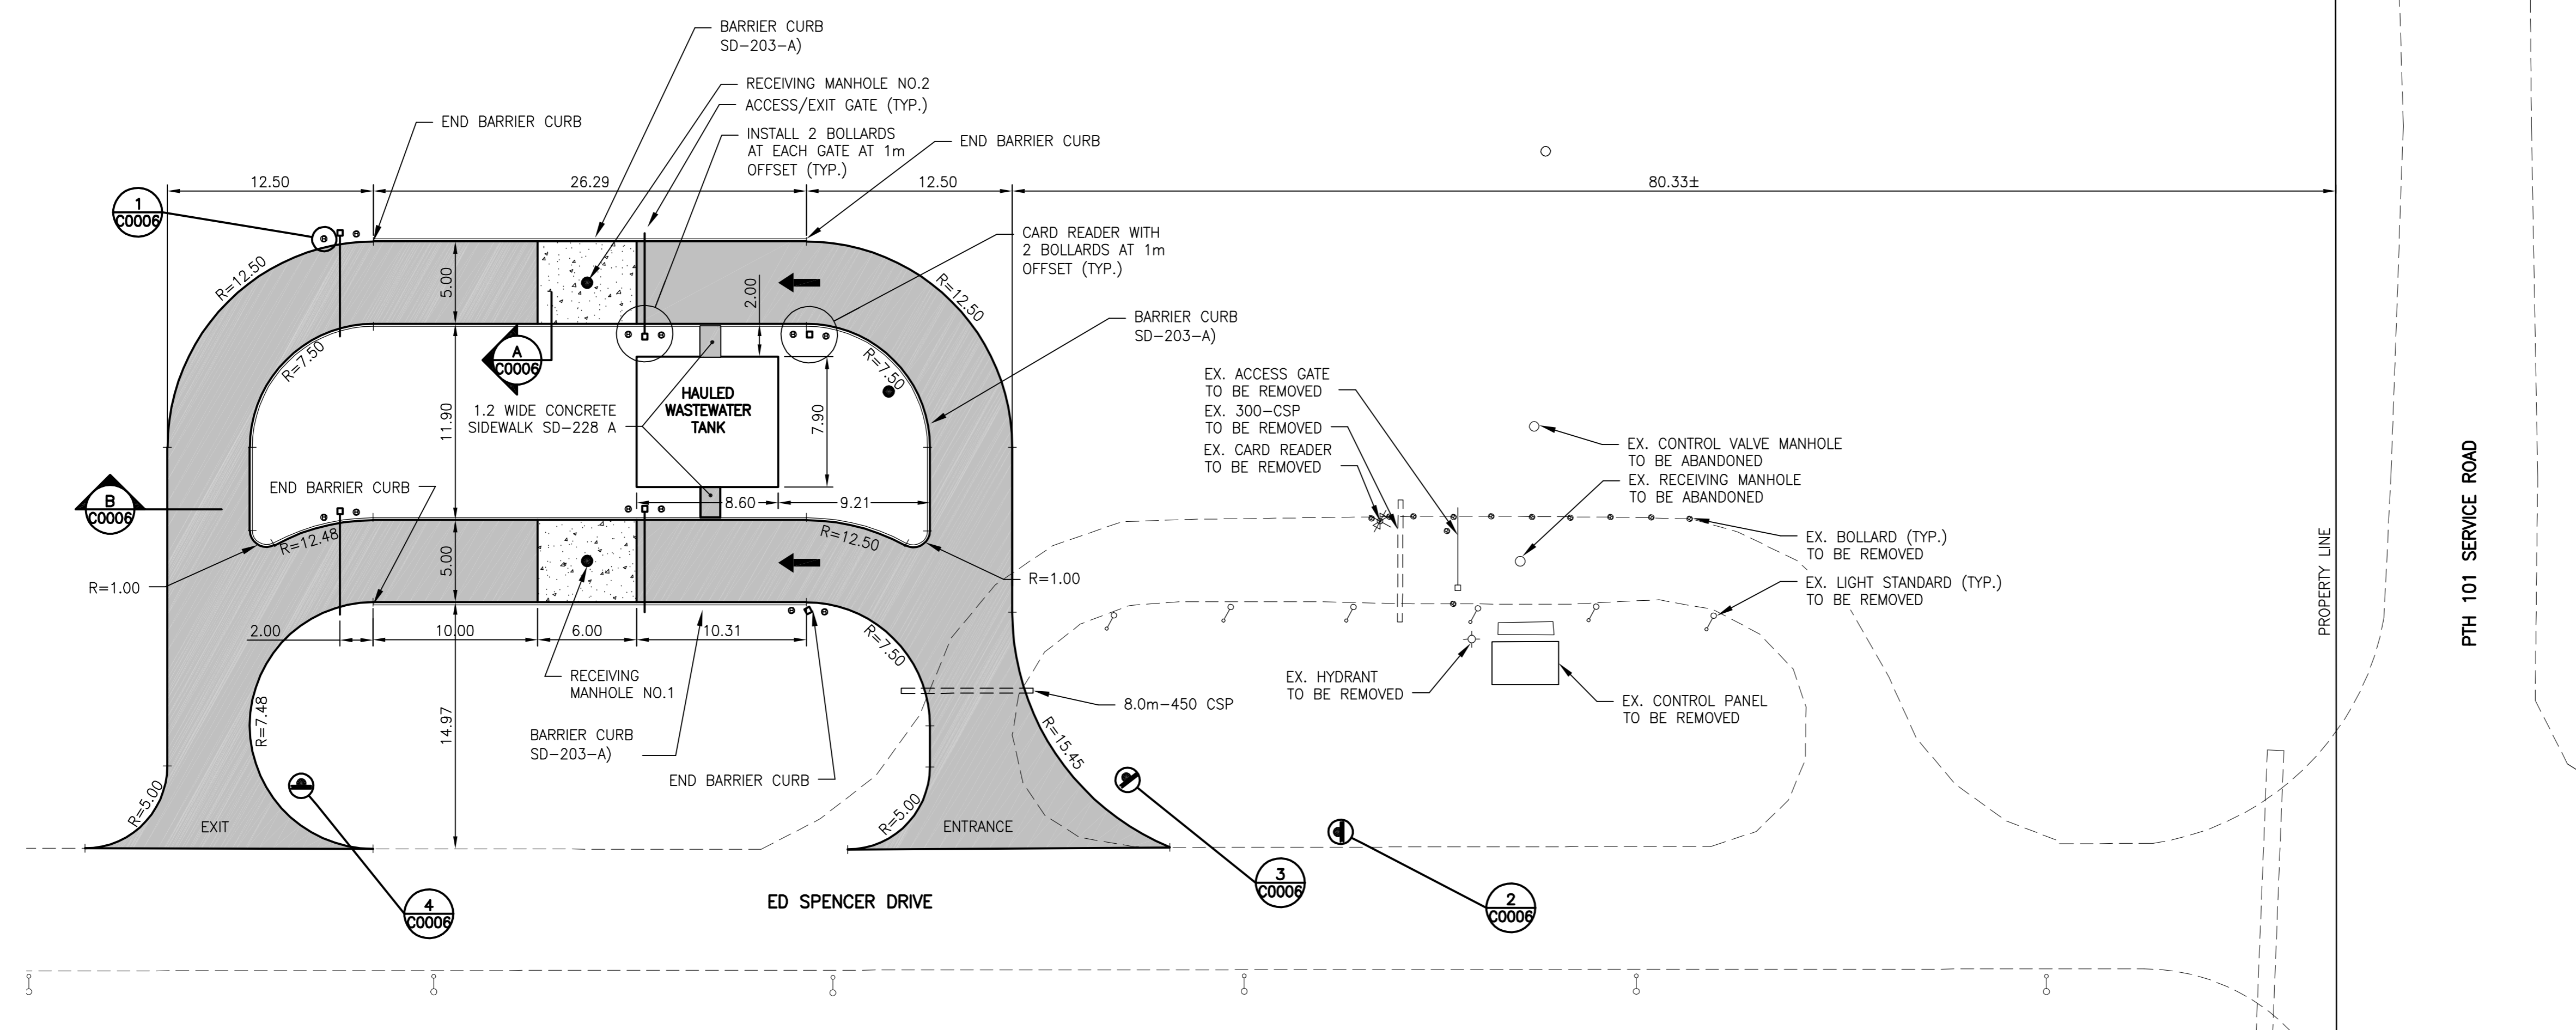 BARRIER CURB
SD-203-A)
RECEIVING MANHOLE NO.2
ACCESS/EXIT GATE (TYP.)
END BARRIER CURB
INSTALL 2 BOLLARDS
AT EACH GATE AT 1m
OFFSET (TYP.)
END BARRIER CURB
12.50
26.29
12.50
80.33±
1
C0006
CARD READER WITH
2 BOLLARDS AT 1m
OFFSET (TYP.)
R=12.50
5.00
2.00
R=12.50
BARRIER CURB
SD-203-A)
R=7.50
A
C0006
R=7.50
HAULED
WASTEWATER
TANK
7.90
1.2 WIDE CONCRETE
SIDEWALK SD-228 A
11.90
EX. ACCESS GATE
TO BE REMOVED
EX. 300-CSP
TO BE REMOVED
EX. CARD READER
TO BE REMOVED
EX. CONTROL VALVE MANHOLE
TO BE ABANDONED
EX. RECEIVING MANHOLE
TO BE ABANDONED
B
C0006
END BARRIER CURB
8.60
9.21
R=12.48
R=12.50
5.00
EX. BOLLARD (TYP.)
TO BE REMOVED
EX. LIGHT STANDARD (TYP.)
TO BE REMOVED
PROPERTY LINE
PTH 101 SERVICE ROAD
R=1.00
R=1.00
2.00
10.00
6.00
10.31
R=7.50
RECEIVING
MANHOLE NO.1
EX. HYDRANT
TO BE REMOVED
EX. CONTROL PANEL
TO BE REMOVED
8.0m-450 CSP
R=7.48
14.97
BARRIER CURB
SD-203-A)
R=15.45
END BARRIER CURB
R=5.00
R=5.00
EXIT
ENTRANCE
3
C0006
2
C0006
4
C0006
ED SPENCER DRIVE